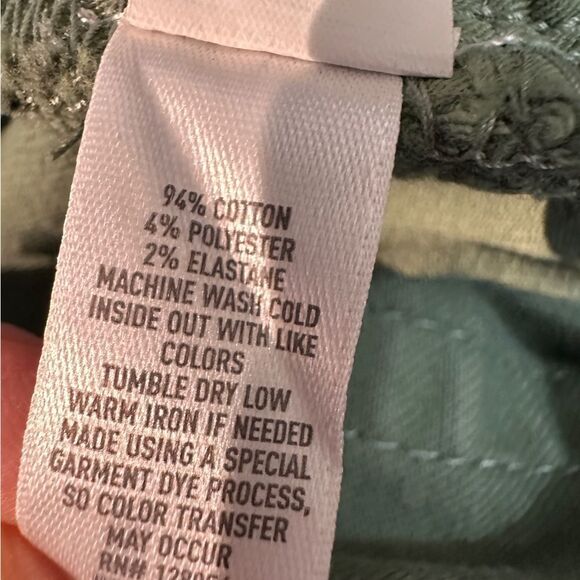 94% COTTON
4% POLYESTER
2% ELASTANE
MACHINE WASH COLD
INSIDE OUT WITH LIKE
COLORS
TUMBLE DRY LOW
WARM IRON IF NEEDED
MADE USING A SPECIAL
GARMENT DYE PROCESS,
SO COLOR TRANSFER
MAY OCCUR
RN#